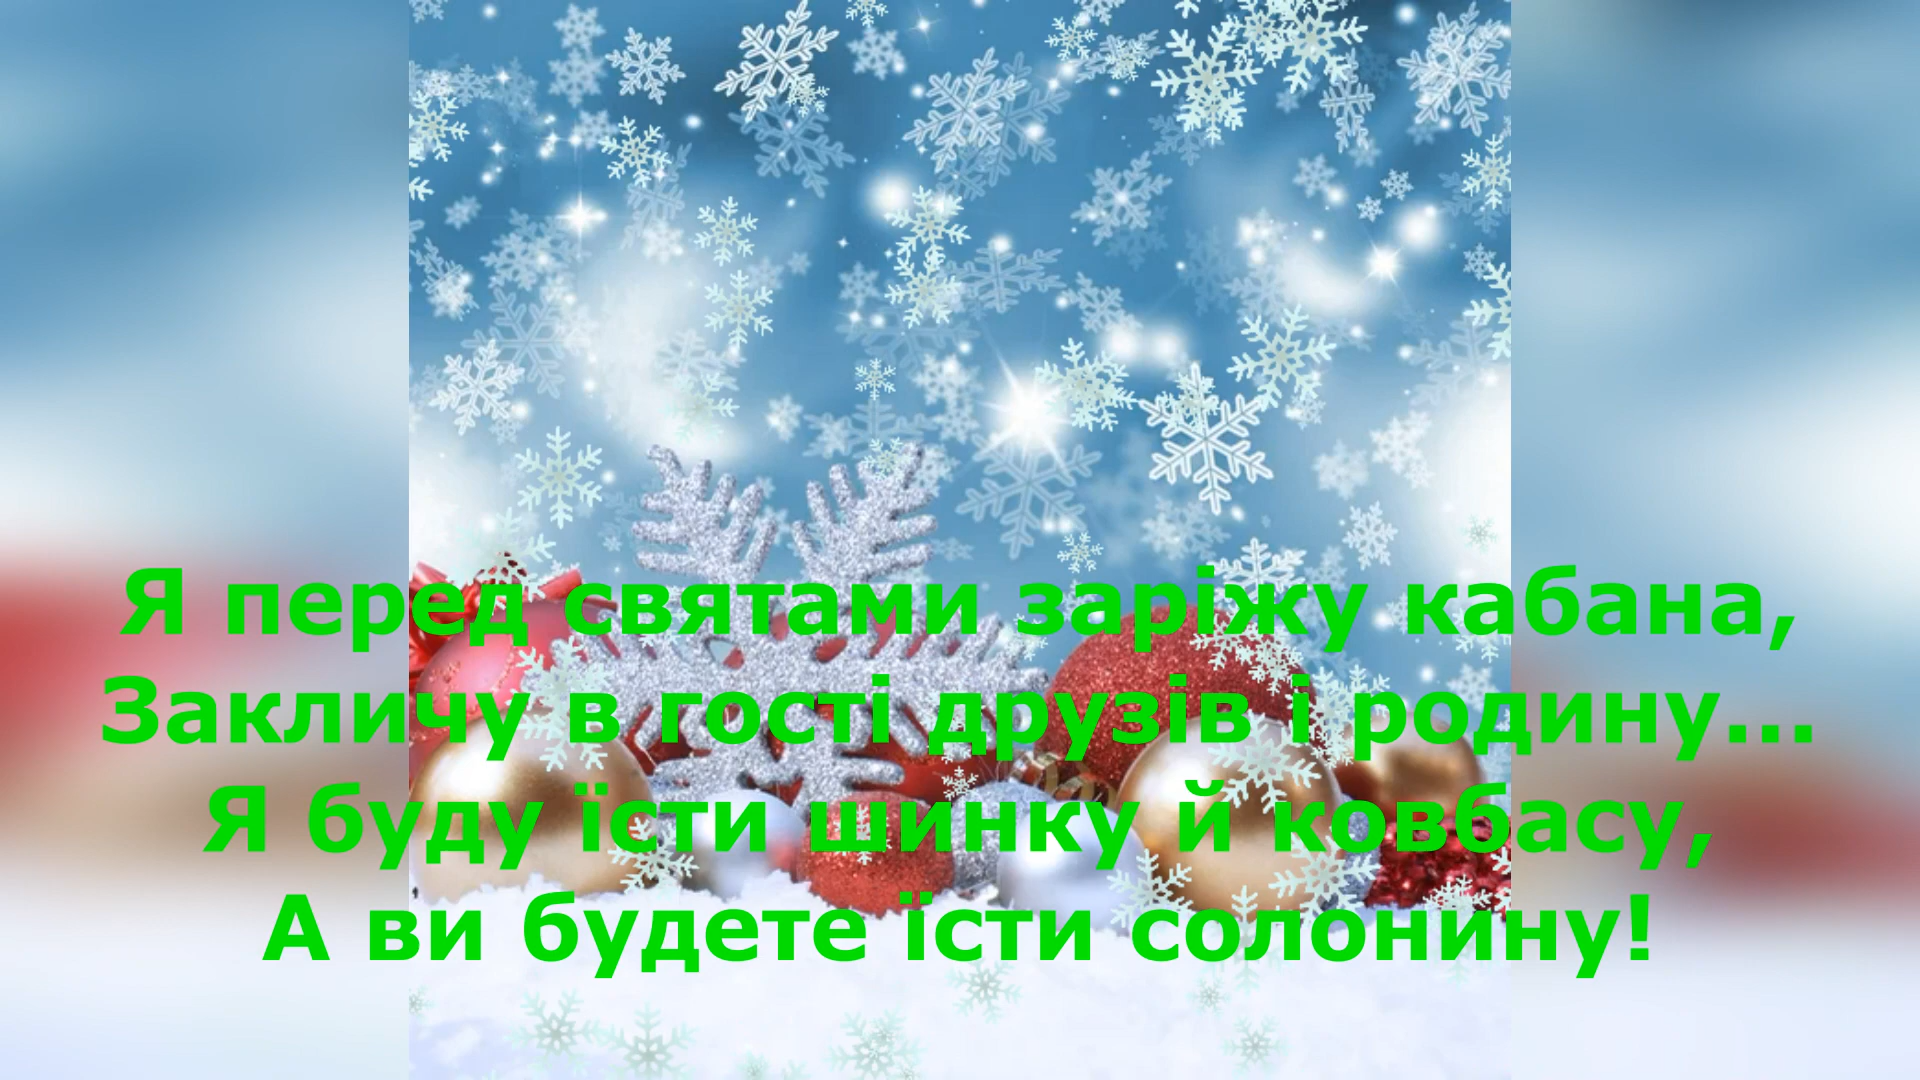 Я перед святами заріжу кабана,
Закличу в гості друзів і родину...
Я буду їсти шинку й ковбасу,
А ви будете їсти солонину!